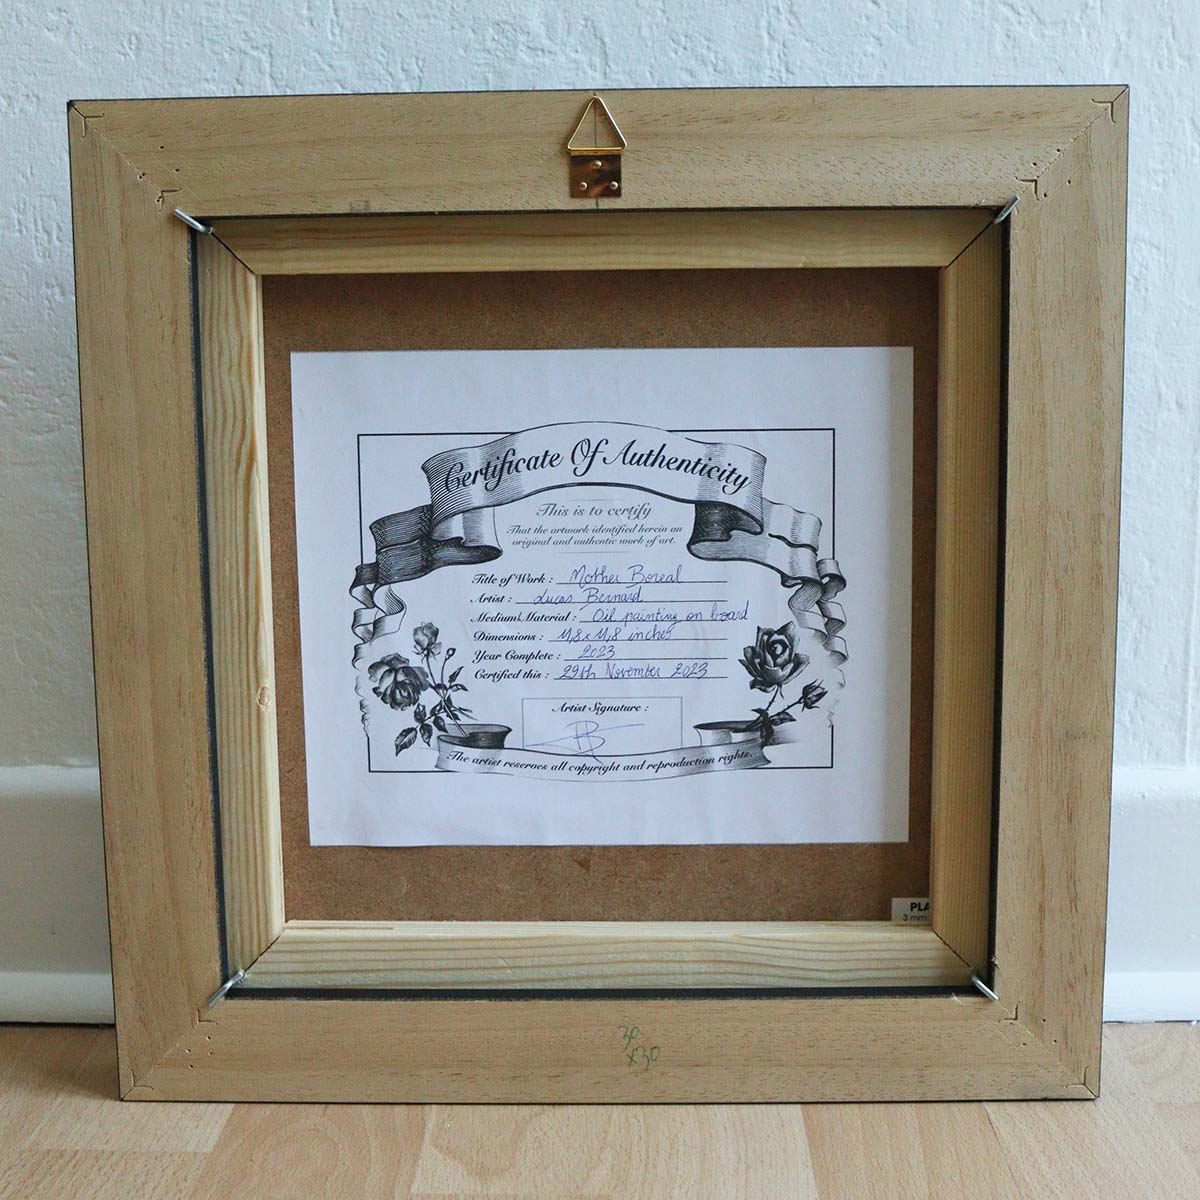 Certificate Of Authenticity
This is to certify
That the artwork identified herein an
original and authentic work of art.
Title of Work : Mother Boreal
Artist : Lucas Bernard
Medium/Material : Oil painting on board
Dimensions : 11,8 x 11,8 inches
Year Complete : 2023
Certified this : 29th November 2023
Artist Signature :
The artist reserves all copyright and reproduction rights.
PLA
3 mm
30
x30